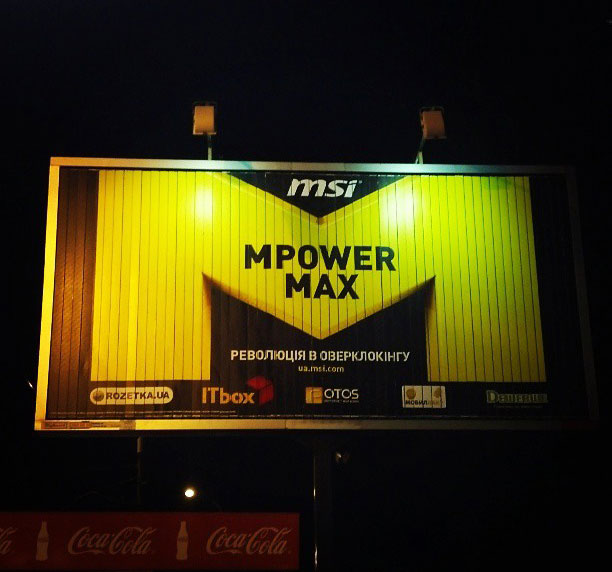 msi
MPOWER
MAX
РЕВОЛЮЦІЯ В ОВЕРКЛОКІНГУ
ua.msi.com
ROZETKA.UA
ITbox
OTOS
Coca-Cola
Coca-Cola